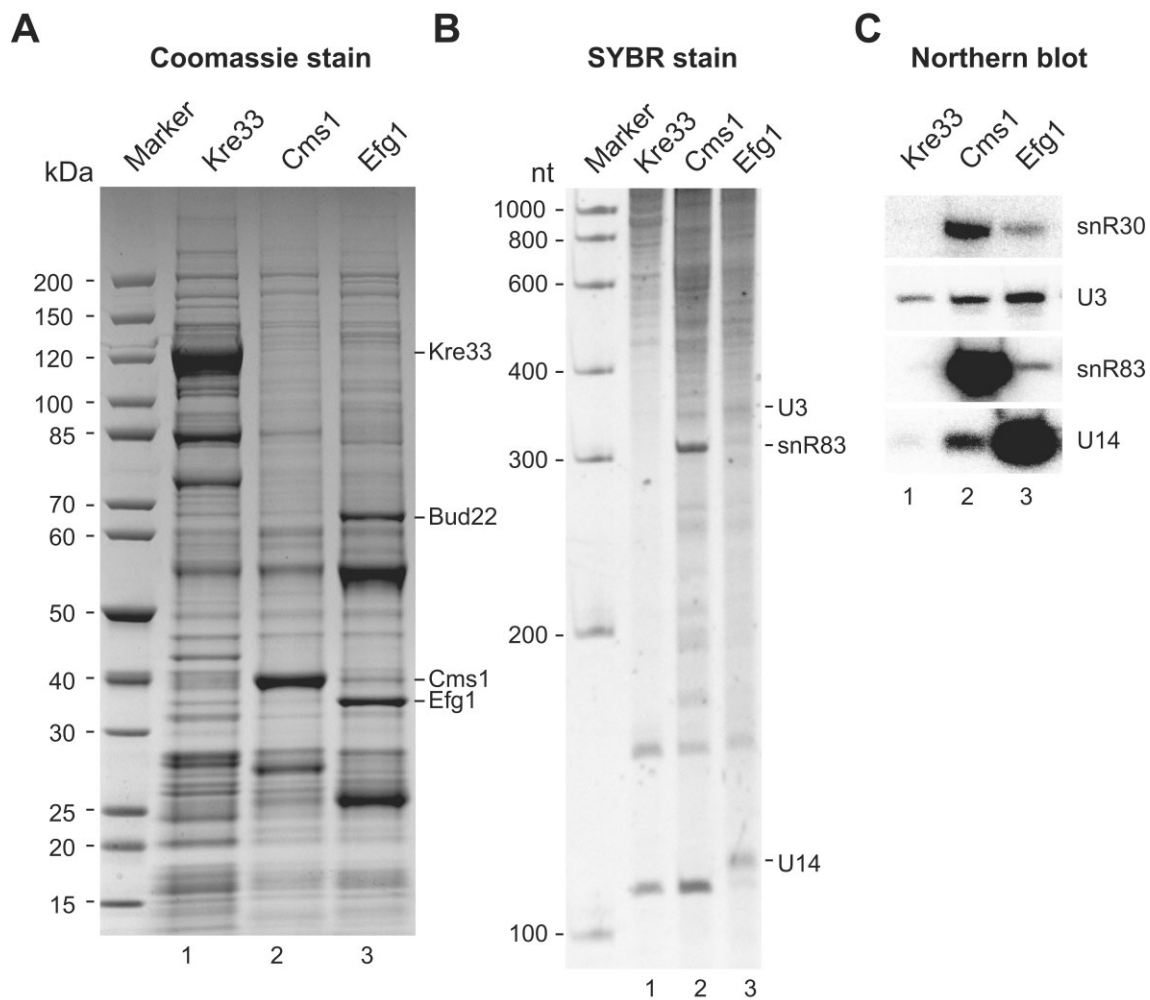 A
Coomassie stain
Marker
Kre33
Cms1
Efg1
kDa
200
150
120
100
85
70
60
50
40
30
25
20
15
Kre33
Bud22
Cms1
Efg1
1 2 3
B
SYBR stain
Marker
Kre33
Cms1
Efg1
nt
1000
800
600
400
300
200
100
U3
snR83
U14
1 2 3
C
Northern blot
Kre33
Cms1
Efg1
snR30
U3
snR83
U14
1 2 3